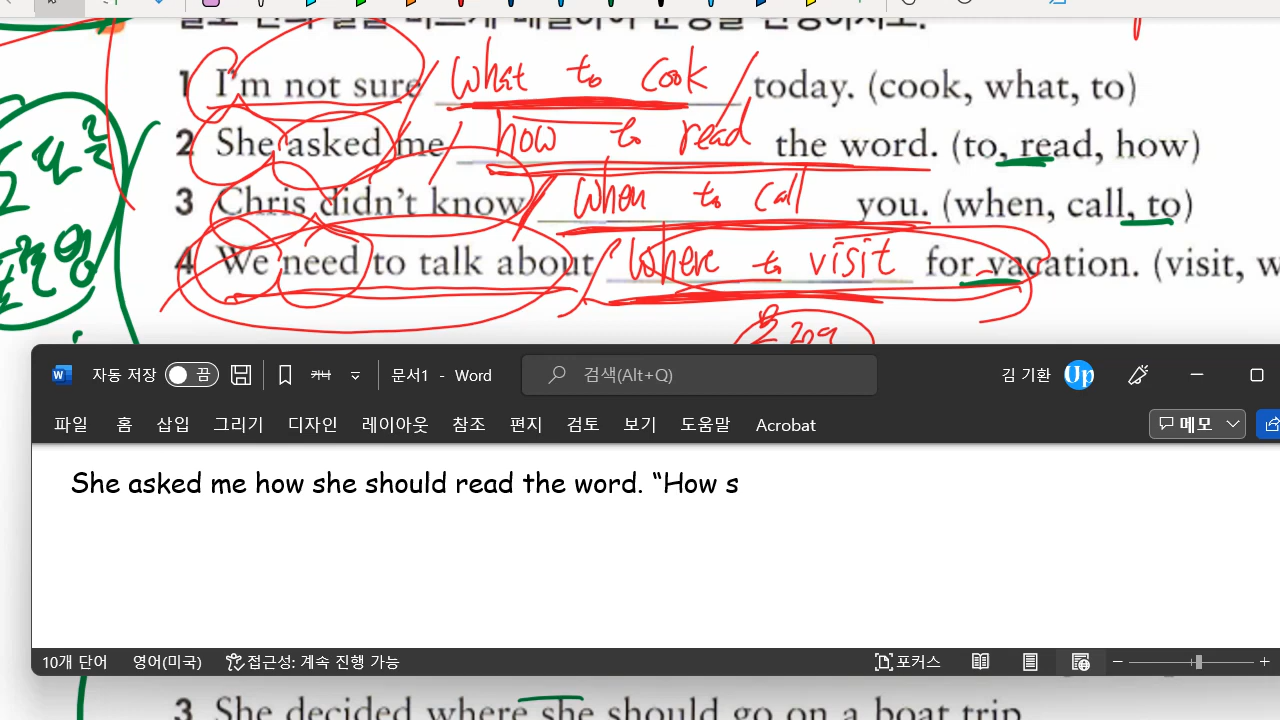 1 I'm not sure what to cook today. (cook, what, to)
2 She asked me how to read the word. (to, read, how)
3 Chris didn't know when to call you. (when, call, to)
4 We need to talk about where to visit for vacation. (visit, w
자동 저장 끔 문서1 - Word 검색(Alt+Q) 김 기환 Up
파일 홈 삽입 그리기 디자인 레이아웃 참조 편지 검토 보기 도움말 Acrobat 메모
She asked me how she should read the word. “How s
10개 단어 영어(미국) 접근성: 계속 진행 가능 포커스
3 She decided where she should go on a boat trip